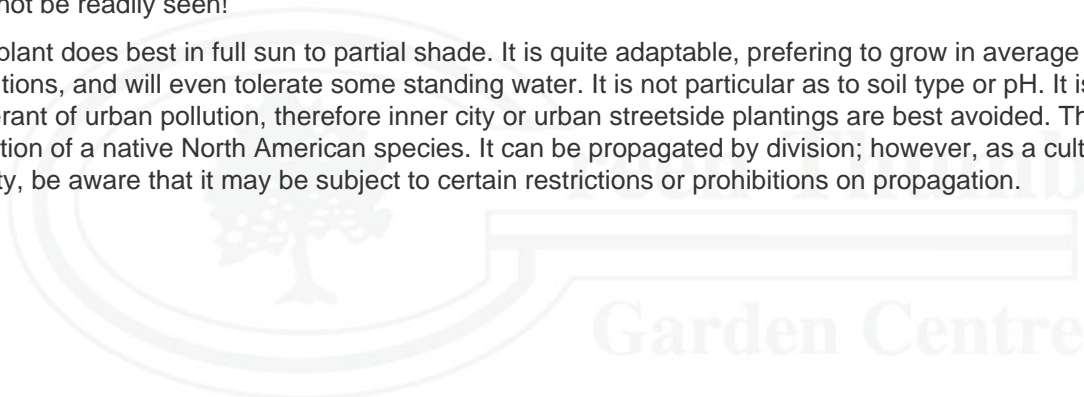 not be readily seen!
plant does best in full sun to partial shade. It is quite adaptable, prefering to grow in average
tions, and will even tolerate some standing water. It is not particular as to soil type or pH. It is
erant of urban pollution, therefore inner city or urban streetside plantings are best avoided. Th
tion of a native North American species. It can be propagated by division; however, as a cult
ty, be aware that it may be subject to certain restrictions or prohibitions on propagation.
Thumb
Garden Centre